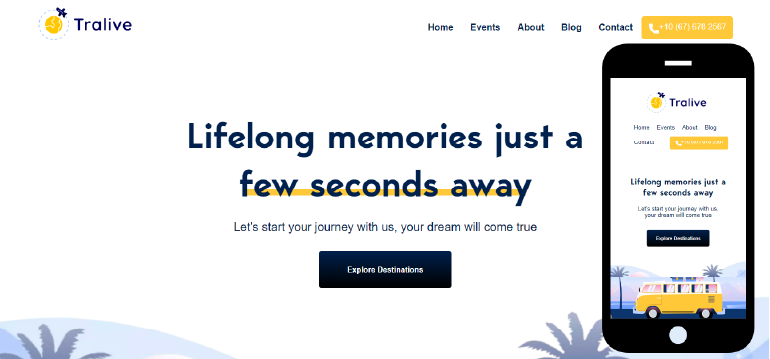 Tralive
Home Events About Blog Contact +10 (67) 678 2567
Lifelong memories just a
few seconds away
Let's start your journey with us, your dream will come true
Explore Destinations
Tralive
Home Events About Blog
Contact
Lifelong memories just a
few seconds away
Let's start your journey with us,
your dream will come true
Explore Destinations